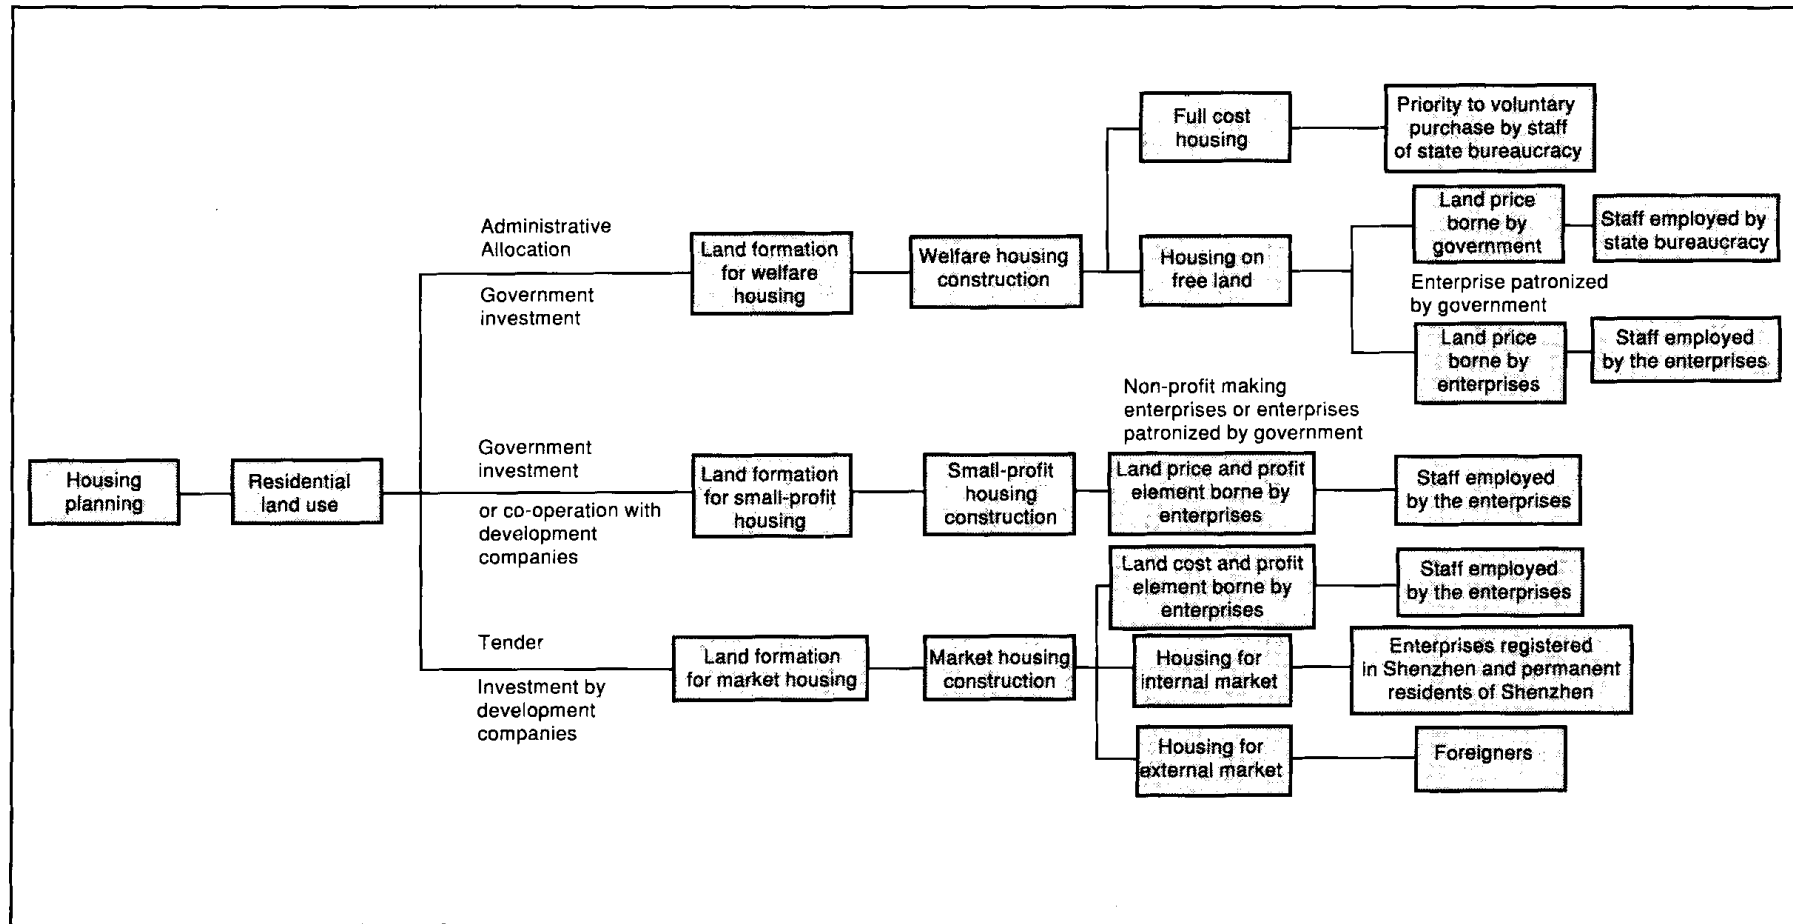 Housing
planning
Residential
land use
Administrative
Allocation
Government
investment
Land formation
for welfare
housing
Welfare housing
construction
Full cost
housing
Priority to voluntary
purchase by staff
of state bureaucracy
Housing on
free land
Land price
borne by
government
Staff employed by
state bureaucracy
Enterprise patronized
by government
Land price
borne by
enterprises
Staff employed
by the enterprises
Government
investment
or co-operation with
development
companies
Land formation
for small-profit
housing
Small-profit
housing
construction
Non-profit making
enterprises or enterprises
patronized by government
Land price and profit
element borne by
enterprises
Staff employed
by the enterprises
Tender
Investment by
development
companies
Land formation
for market housing
Market housing
construction
Land cost and profit
element borne by
enterprises
Staff employed
by the enterprises
Housing for
internal market
Enterprises registered
in Shenzhen and permanent
residents of Shenzhen
Housing for
external market
Foreigners